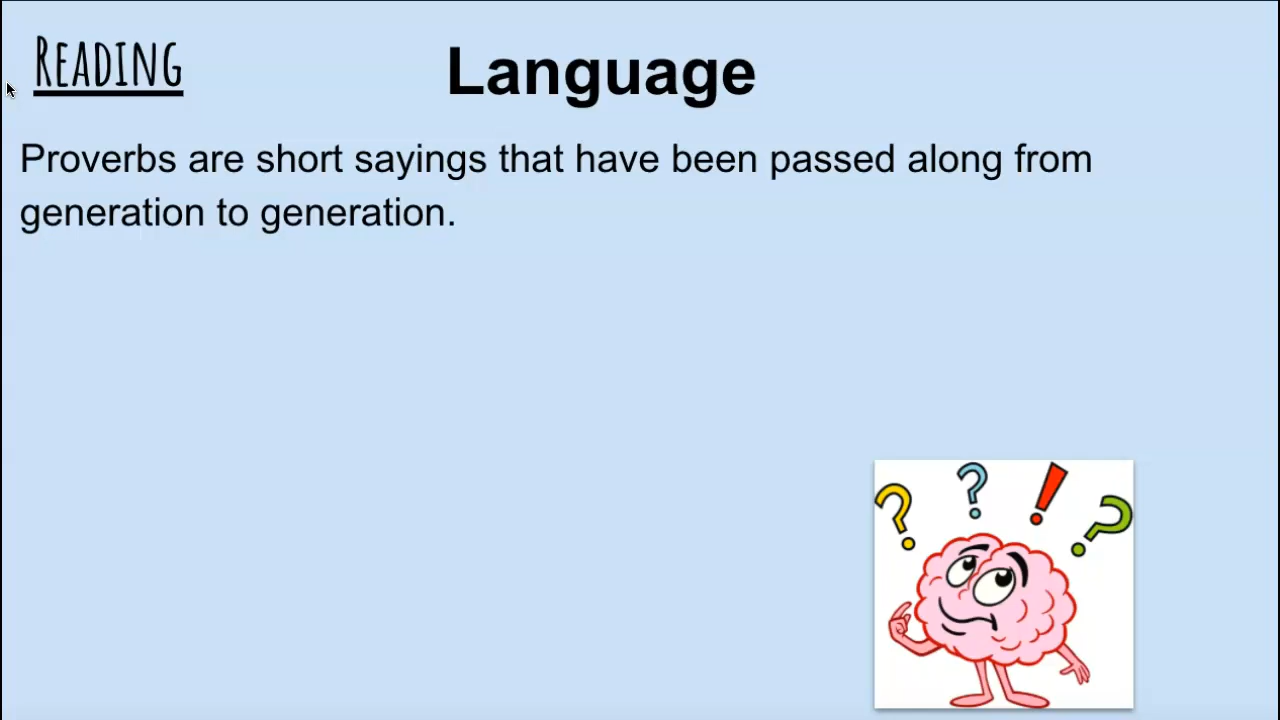 READING
Language
Proverbs are short sayings that have been passed along from
generation to generation.